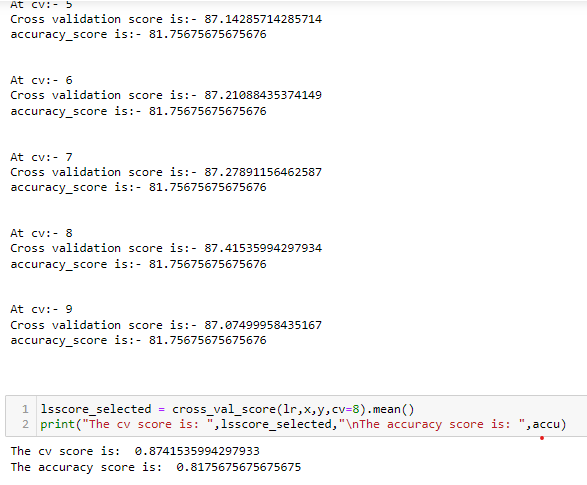 At cv:- 5
Cross validation score is:- 87.14285714285714
accuracy_score is:- 81.75675675675676
At cv:- 6
Cross validation score is:- 87.21088435374149
accuracy_score is:- 81.75675675675676
At cv:- 7
Cross validation score is:- 87.27891156462587
accuracy_score is:- 81.75675675675676
At cv:- 8
Cross validation score is:- 87.41535994297934
accuracy_score is:- 81.75675675675676
At cv:- 9
Cross validation score is:- 87.07499958435167
accuracy_score is:- 81.75675675675676
1 lsscore_selected = cross_val_score(lr,x,y,cv=8).mean()
2 print("The cv score is: ",lsscore_selected,"\nThe accuracy score is: ",accu)
The cv score is:  0.8741535994297933
The accuracy score is:  0.8175675675675675